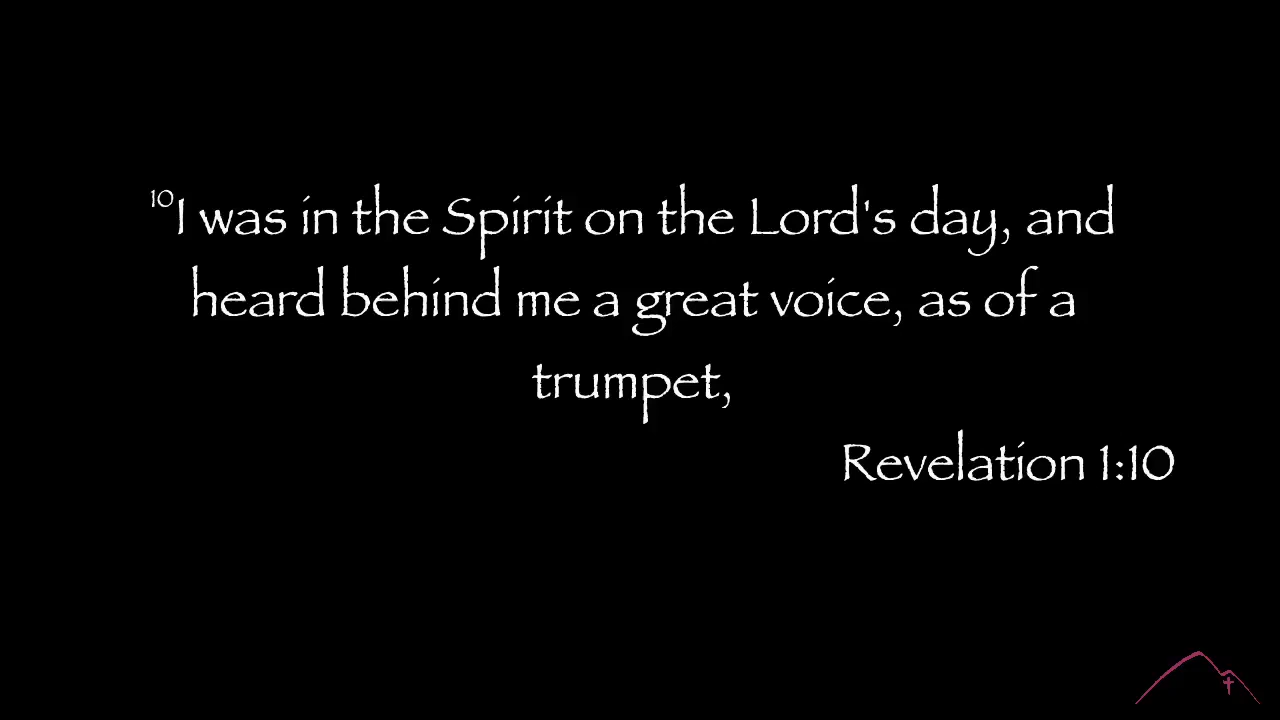 10I was in the Spirit on the Lord's day, and
heard behind me a great voice, as of a
trumpet,
Revelation 1:10